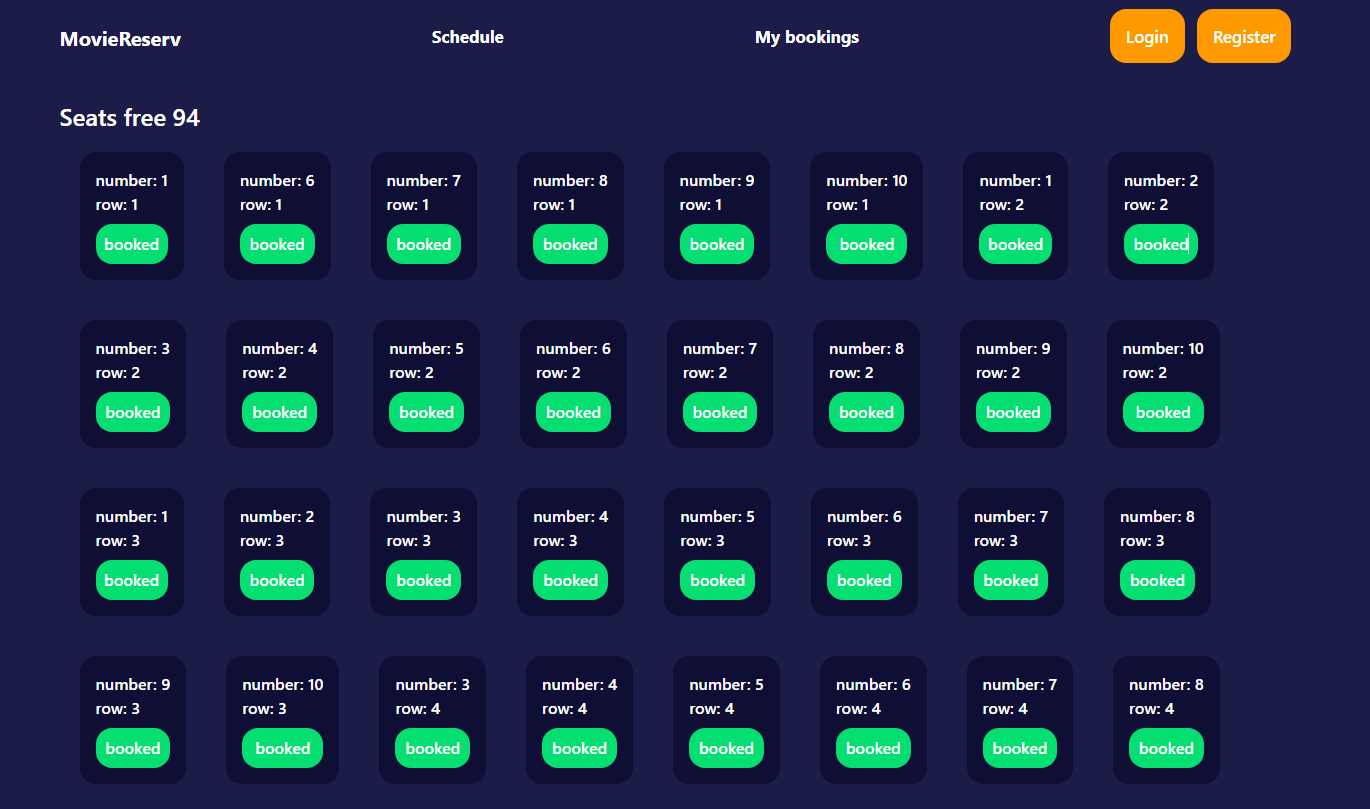 MovieReserv Schedule My bookings Login Register
Seats free 94
number: 1 number: 6 number: 7 number: 8 number: 9 number: 10 number: 1 number: 2
row: 1 row: 1 row: 1 row: 1 row: 1 row: 1 row: 2 row: 2
booked booked booked booked booked booked booked booked
number: 3 number: 4 number: 5 number: 6 number: 7 number: 8 number: 9 number: 10
row: 2 row: 2 row: 2 row: 2 row: 2 row: 2 row: 2 row: 2
booked booked booked booked booked booked booked booked
number: 1 number: 2 number: 3 number: 4 number: 5 number: 6 number: 7 number: 8
row: 3 row: 3 row: 3 row: 3 row: 3 row: 3 row: 3 row: 3
booked booked booked booked booked booked booked booked
number: 9 number: 10 number: 3 number: 4 number: 5 number: 6 number: 7 number: 8
row: 3 row: 3 row: 4 row: 4 row: 4 row: 4 row: 4 row: 4
booked booked booked booked booked booked booked booked